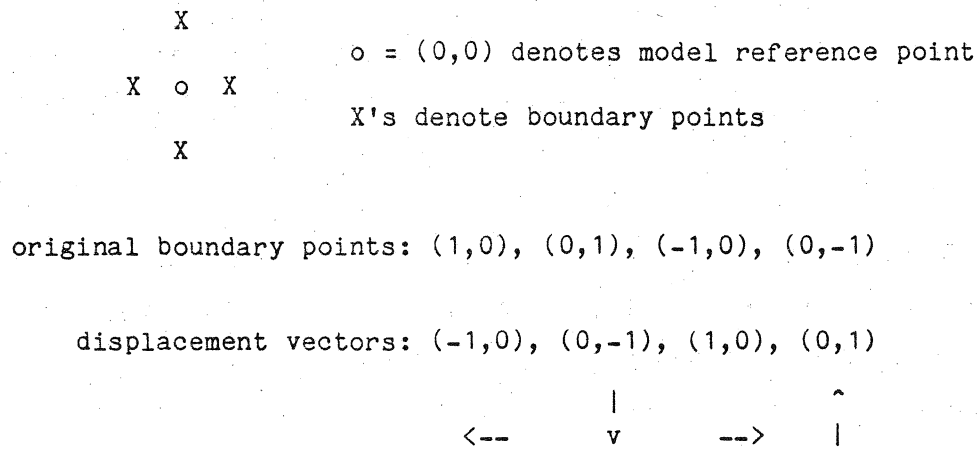 X
o = (0,0) denotes model reference point
X o X
X's denote boundary points
X
original boundary points: (1,0), (0,1), (-1,0), (0,-1)
displacement vectors: (-1,0), (0,-1), (1,0), (0,1)
| ^
<-- v --> |